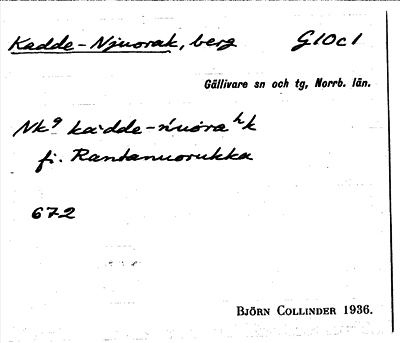 Kadde-Njuorak, berg G10c1
Gällivare sn och tg, Norrb. län.
Nk⁹ ka'dde-ńuoraʰk
fi. Rantanuorukka
672
BJÖRN COLLINDER 1936.